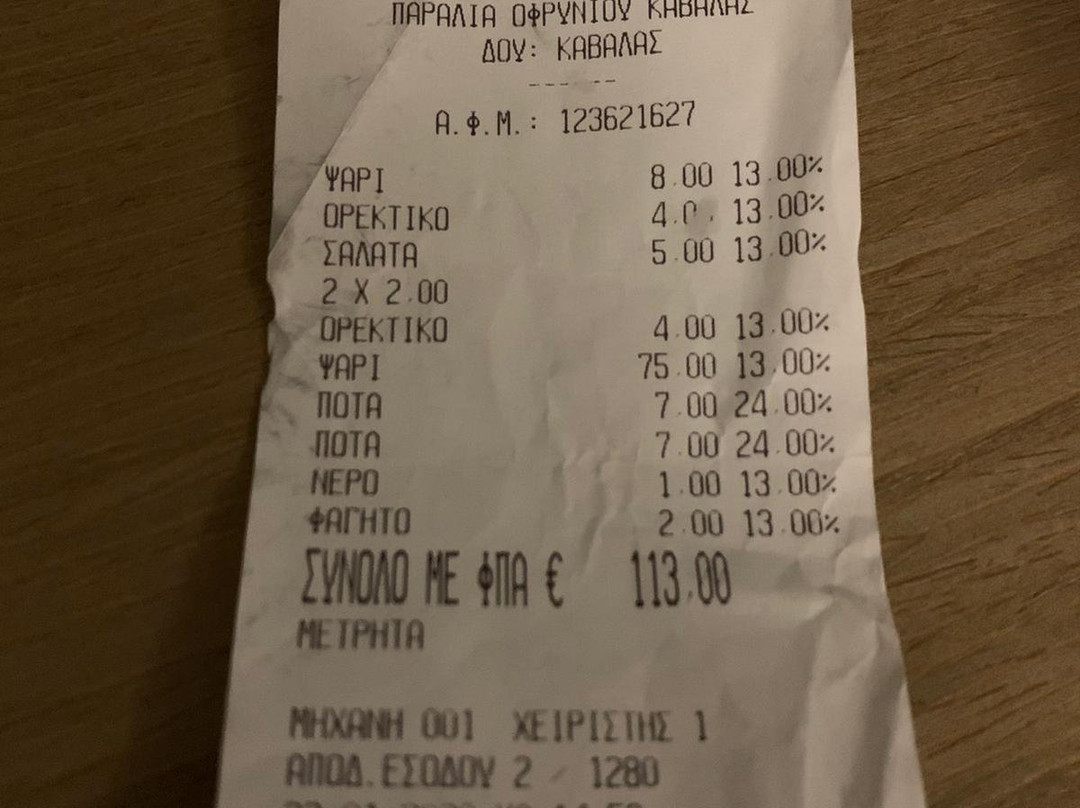 ΠΑΡΑΛΙΑ ΟΦΡΥΝΙΟΥ ΚΑΒΑΛΑΣ
ΔΟΥ: ΚΑΒΑΛΑΣ
------
Α.Φ.Μ.: 123621627
ΨΑΡΙ 8.00 13.00%
ΟΡΕΚΤΙΚΟ 13.00%
ΣΑΛΑΤΑ 5.00 13.00%
2 X 2.00
ΟΡΕΚΤΙΚΟ 4.00 13.00%
ΨΑΡΙ 75.00 13.00%
ΠΟΤΑ 7.00 24.00%
ΠΟΤΑ 7.00 24.00%
ΝΕΡΟ 1.00 13.00%
ΦΑΓΗΤΟ 2.00 13.00%
ΣΥΝΟΛΟ ΜΕ ΦΠΑ € 113.00
ΜΕΤΡΗΤΑ
ΜΗΧΑΝΗ 001 ΧΕΙΡΙΣΤΗΣ 1
ΑΠΟΔ.ΕΣΟΔΟΥ 2 / 1280